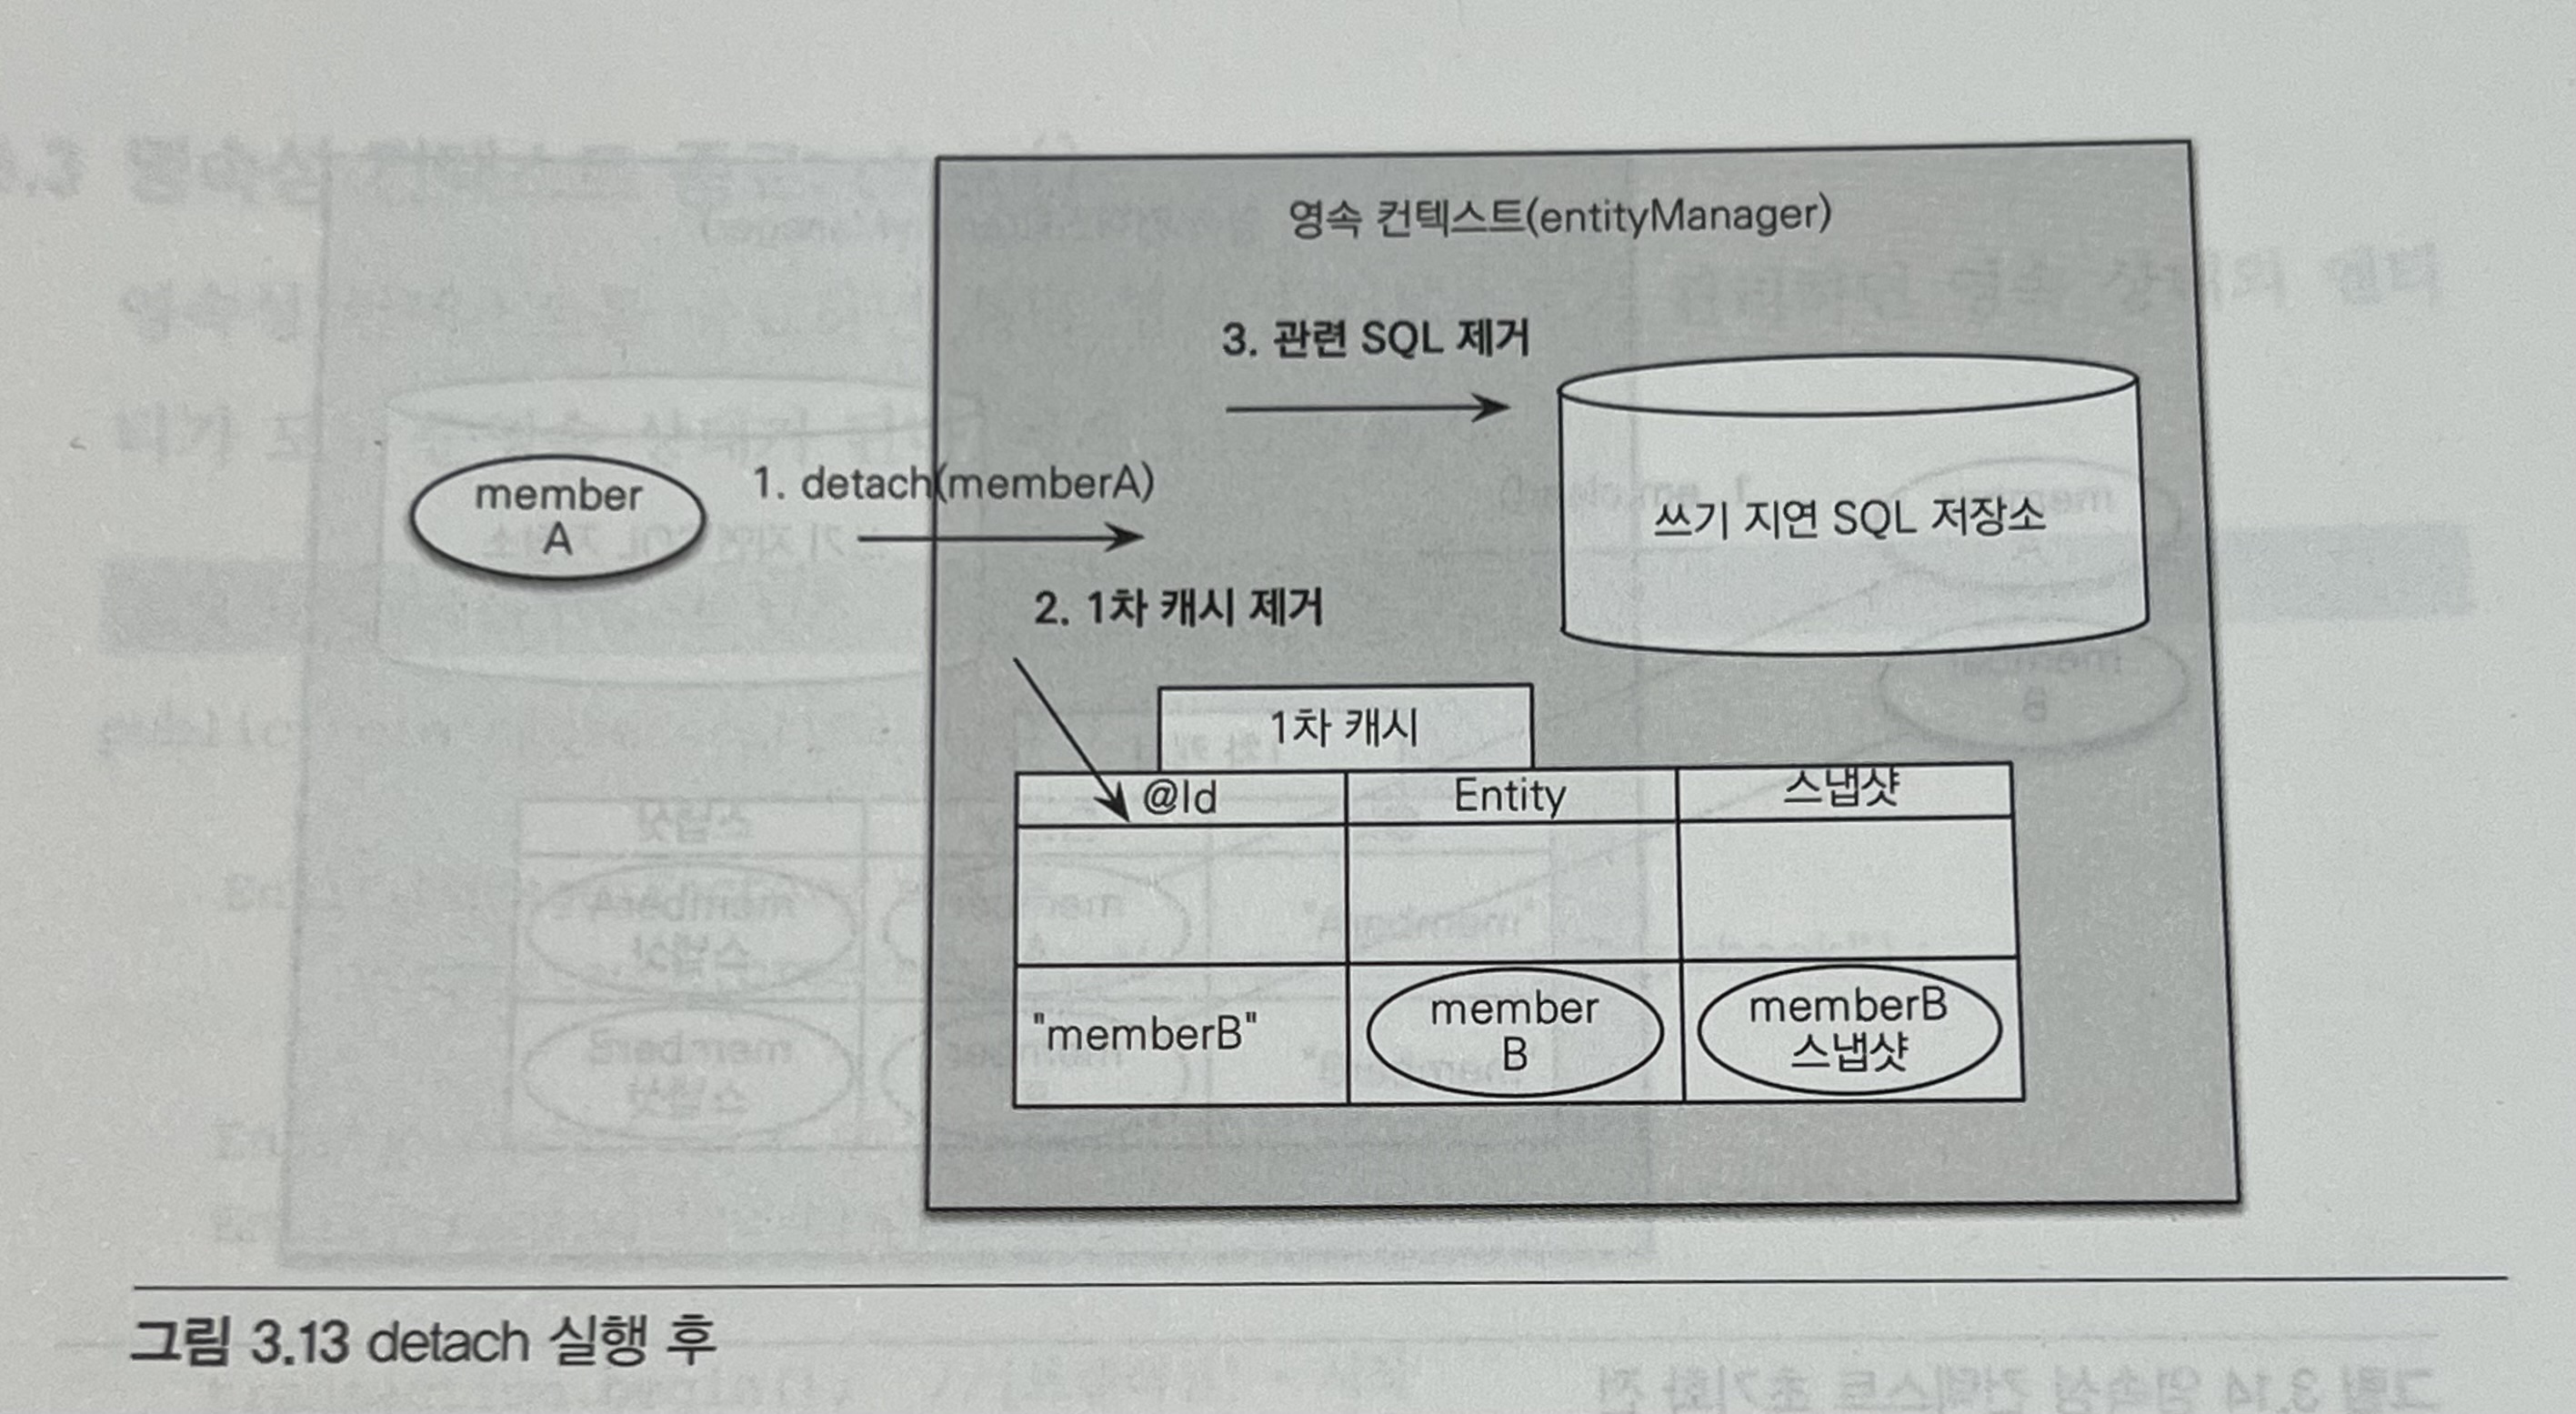 영속 컨텍스트(entityManager)
3. 관련 SQL 제거
member
A
1. detach(memberA)
쓰기 지연 SQL 저장소
2. 1차 캐시 제거
1차 캐시
@Id Entity 스냅샷
"memberB"
member
B
memberB
스냅샷
그림 3.13 detach 실행 후